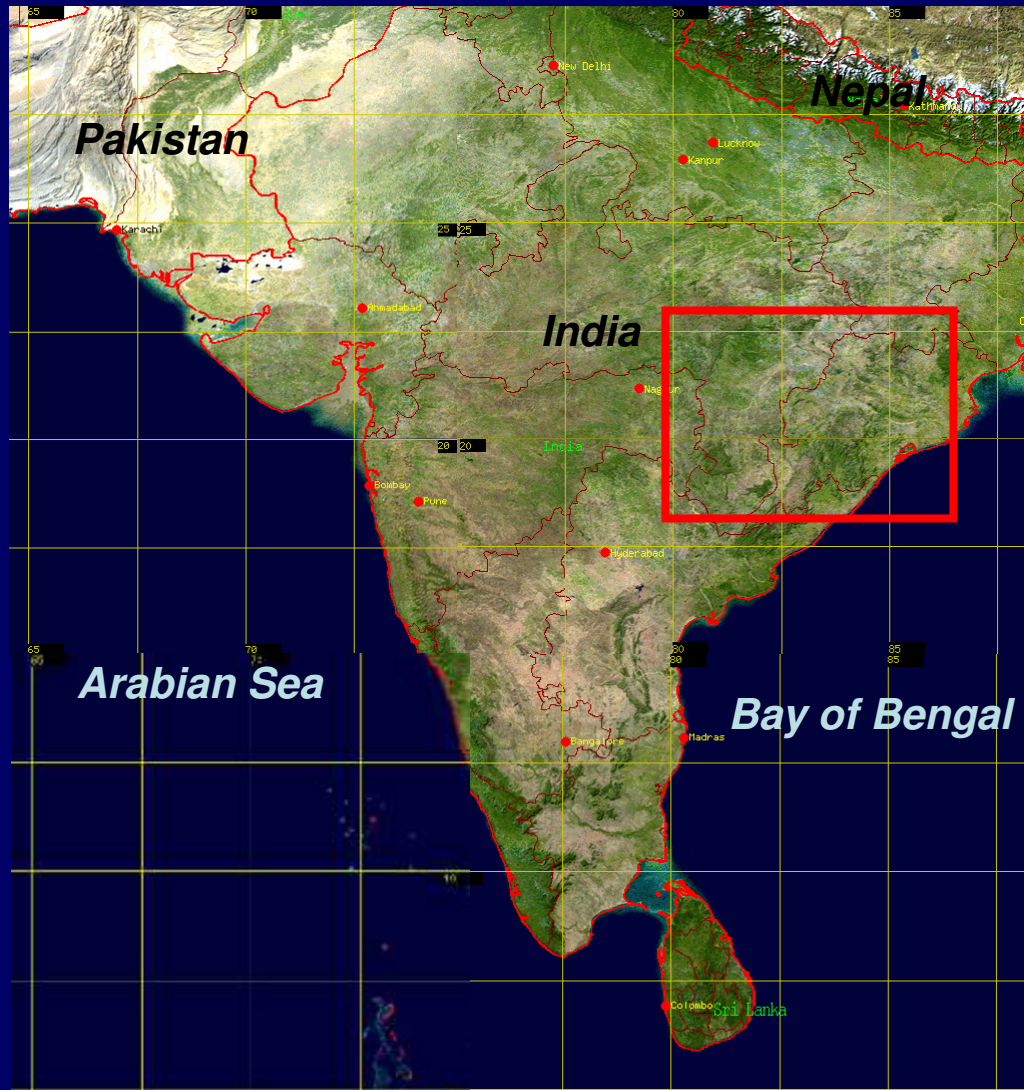 65
70
80
85
New Delhi
Nepal
Kathmandu
Pakistan
Lucknow
Kanpur
Karachi
25 25
Ahmadabad
India
Nagpur
20 20
India
Bombay
Pune
Hyderabad
65
70
80
80
85
85
Arabian Sea
Bay of Bengal
Bangalore
Madras
10
Colombo
Sri Lanka